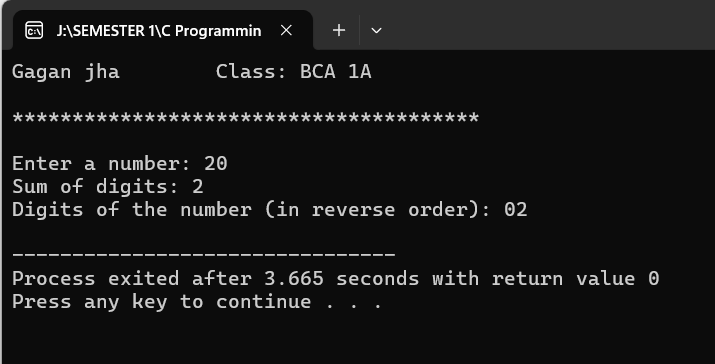 J:\SEMESTER 1\C Programmin
Gagan jha        Class: BCA 1A
***************************************
Enter a number: 20
Sum of digits: 2
Digits of the number (in reverse order): 02
--------------------------------
Process exited after 3.665 seconds with return value 0
Press any key to continue . . .